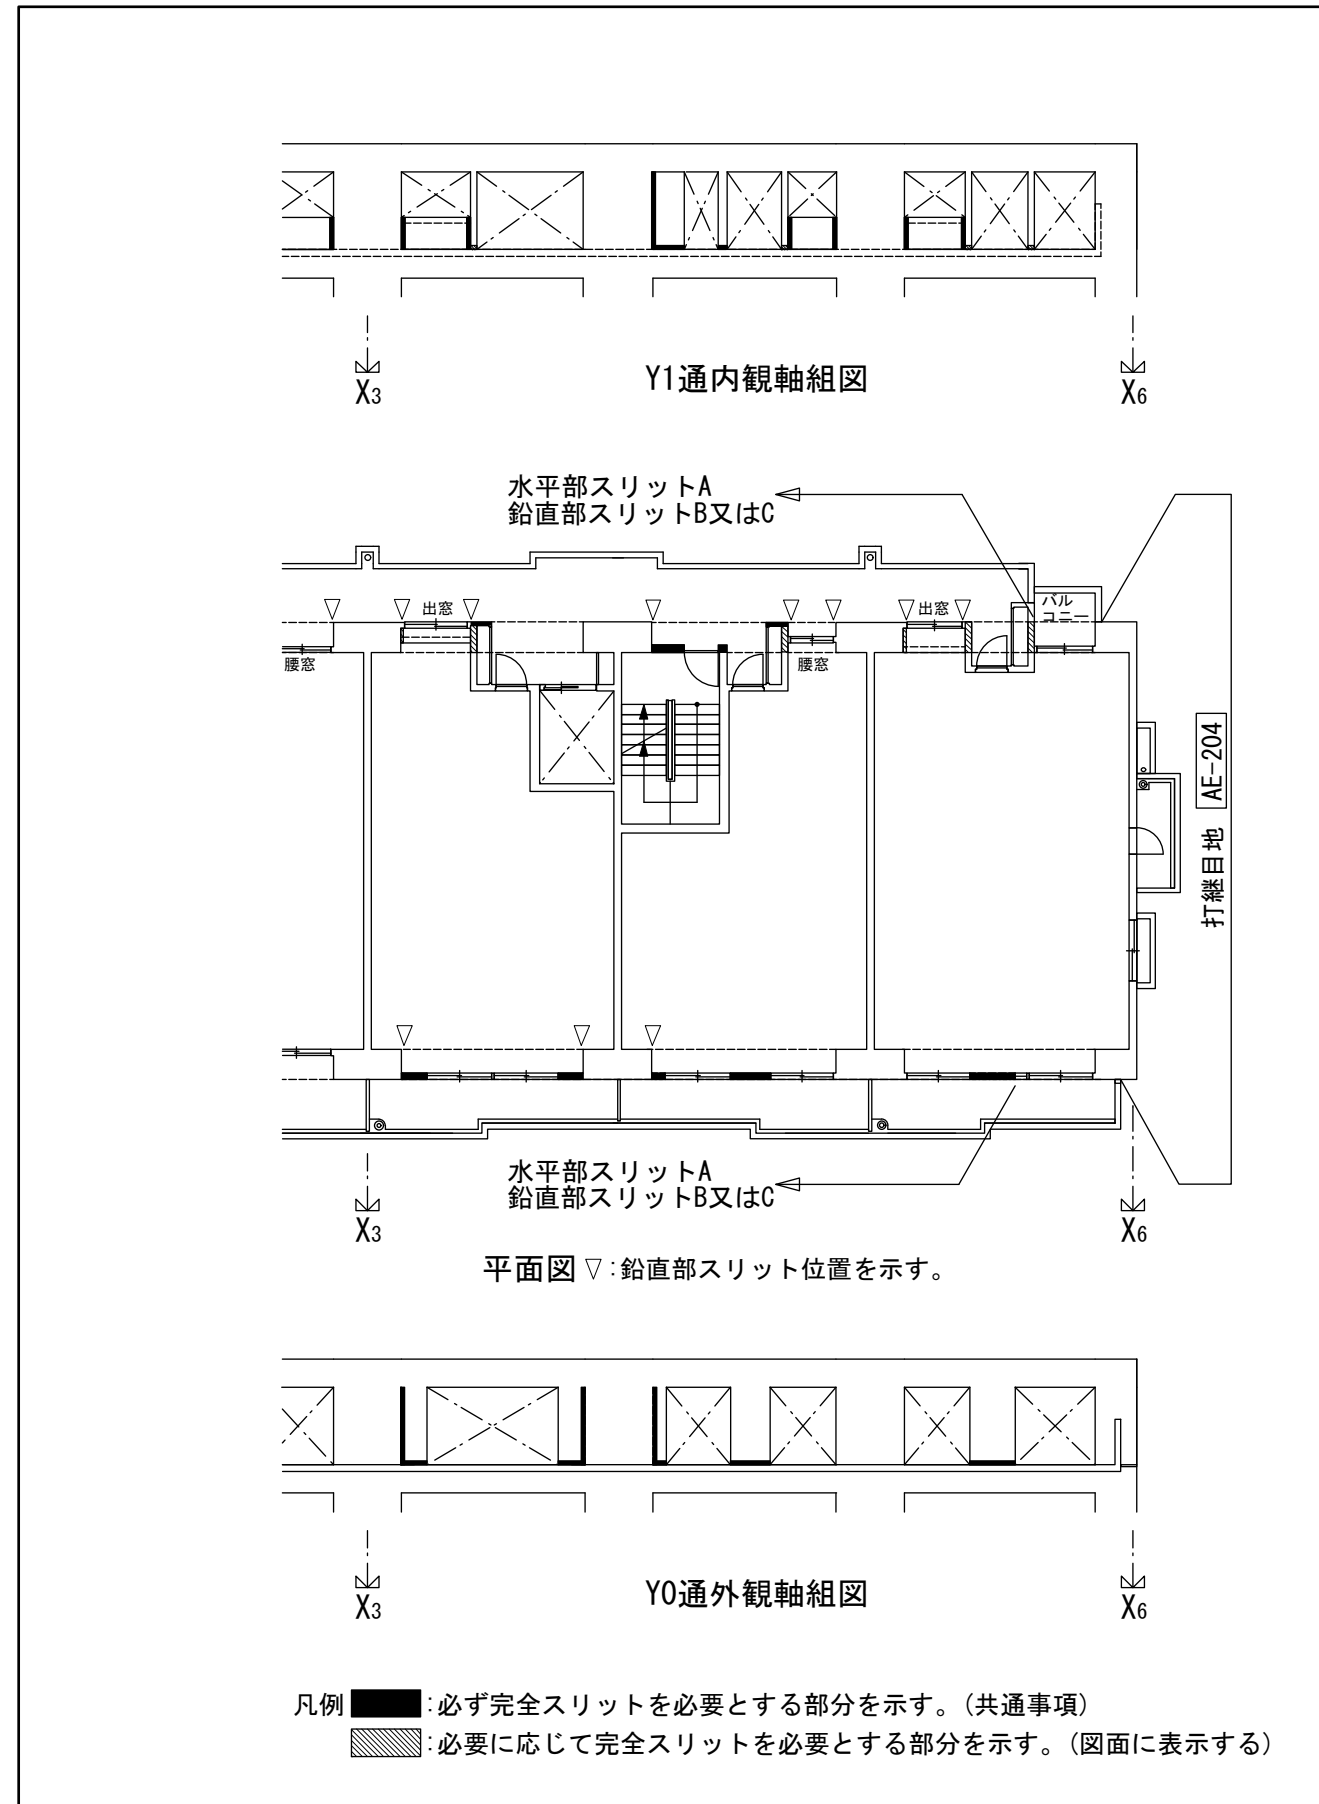 X3
Y1通内観軸組図
X6
水平部スリットA
鉛直部スリットB又はC
出窓
腰窓
腰窓
出窓
バル
コニー
打継目地 AE-204
水平部スリットA
鉛直部スリットB又はC
X3
X6
平面図 ▽:鉛直部スリット位置を示す。
X3
Y0通外観軸組図
X6
凡例 :必ず完全スリットを必要とする部分を示す。(共通事項)
:必要に応じて完全スリットを必要とする部分を示す。(図面に表示する)